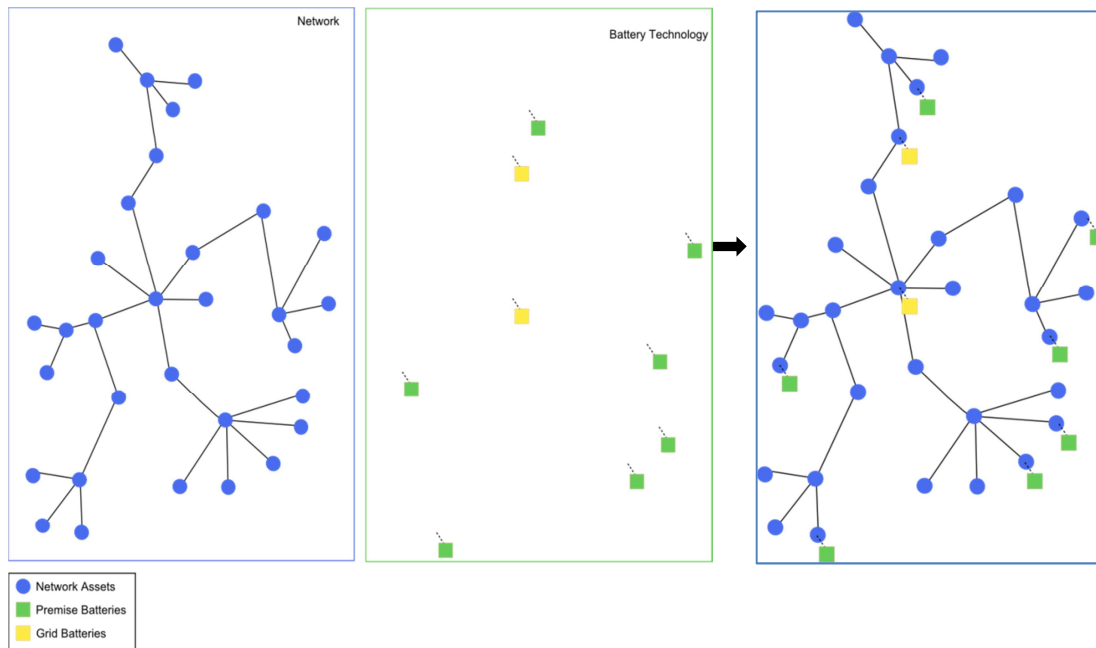 Network
Battery Technology
Network Assets
Premise Batteries
Grid Batteries